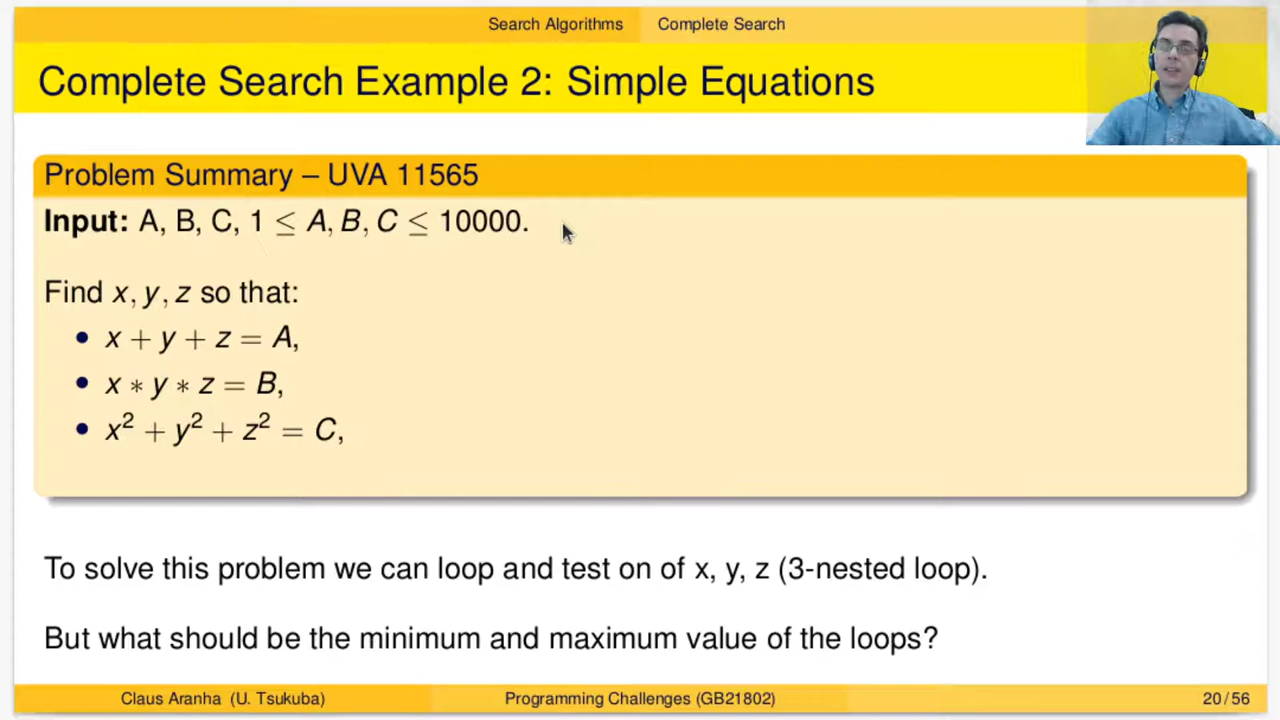 Search Algorithms Complete Search
Complete Search Example 2: Simple Equations
Problem Summary – UVA 11565
Input: A, B, C, 1 ≤ A, B, C ≤ 10000.
Find x, y, z so that:
• x + y + z = A,
• x ∗ y ∗ z = B,
• x² + y² + z² = C,
To solve this problem we can loop and test on of x, y, z (3-nested loop).
But what should be the minimum and maximum value of the loops?
Claus Aranha (U. Tsukuba) Programming Challenges (GB21802) 20 / 56